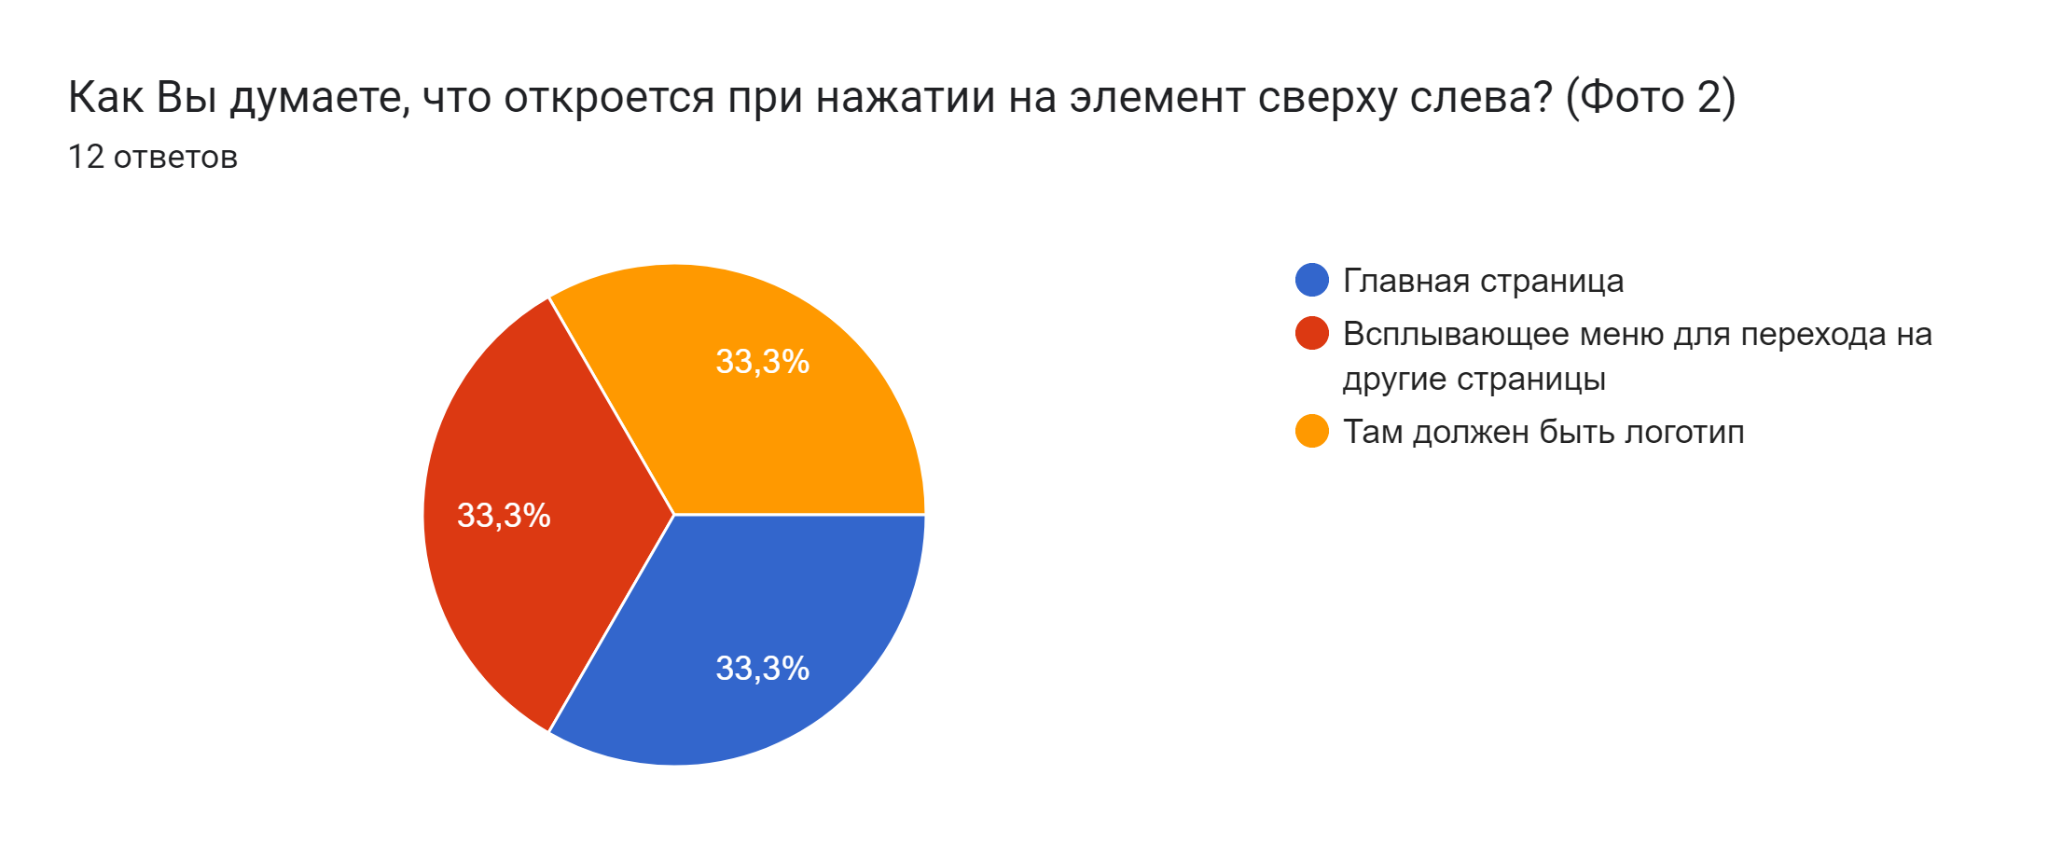 Как Вы думаете, что откроется при нажатии на элемент сверху слева? (Фото 2)
12 ответов
33,3%
33,3%
33,3%
Главная страница
Всплывающее меню для перехода на
другие страницы
Там должен быть логотип